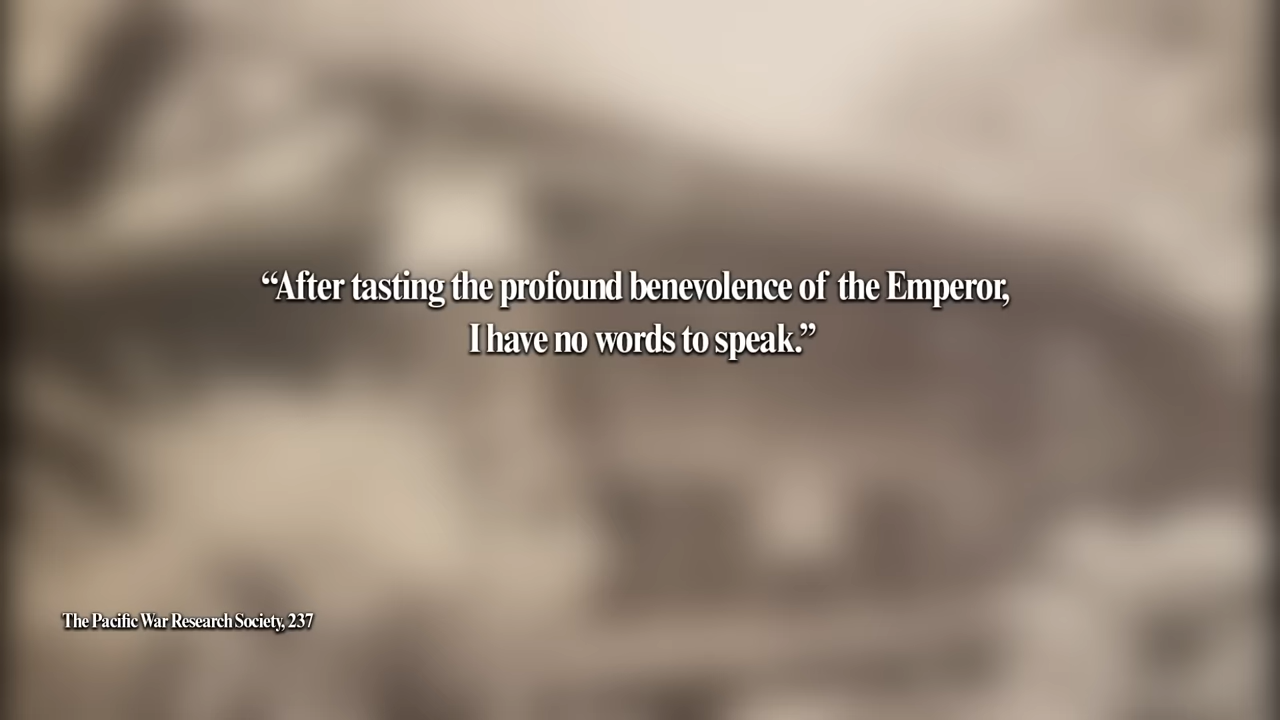 “After tasting the profound benevolence of the Emperor,
I have no words to speak.”
The Pacific War Research Society, 237